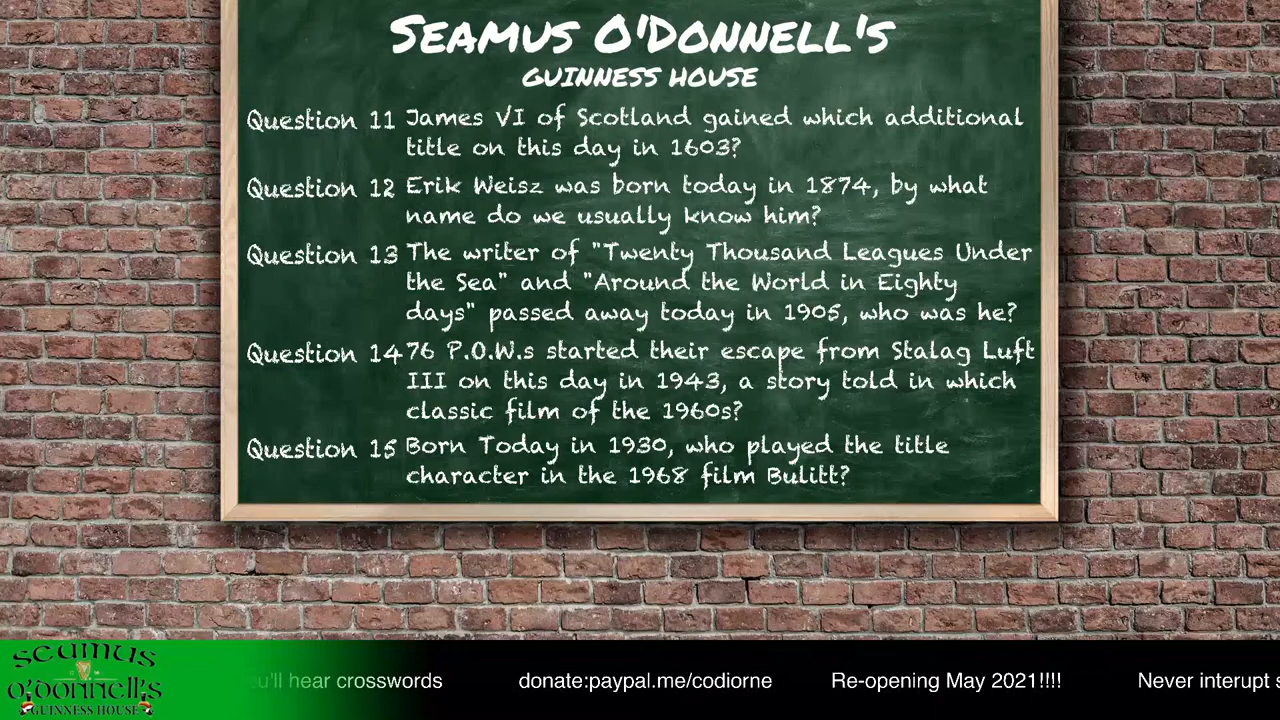 SEAMUS O'DONNELL'S
GUINNESS HOUSE
Question 11 James VI of Scotland gained which additional
title on this day in 1603?
Question 12 Erik Weisz was born today in 1874, by what
name do we usually know him?
Question 13 The writer of "Twenty Thousand Leagues Under
the Sea" and "Around the World in Eighty
days" passed away today in 1905, who was he?
Question 14 76 P.O.W.s started their escape from Stalag Luft
III on this day in 1943, a story told in which
classic film of the 1960s?
Question 15 Born Today in 1930, who played the title
character in the 1968 film Bulitt?
seamus
o'donnell's
GUINNESS HOUSE
you'll hear crosswords donate:paypal.me/codiorne Re-opening May 2021!!!! Never interupt